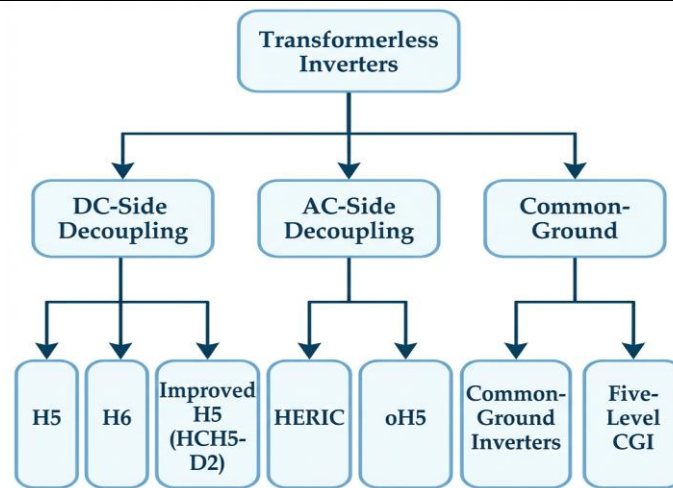 Transformerless
Inverters
DC-Side
Decoupling
AC-Side
Decoupling
Common-
Ground
H5
H6
Improved
H5
(HCH5-
D2)
HERIC
oH5
Common-
Ground
Inverters
Five-
Level
CGI